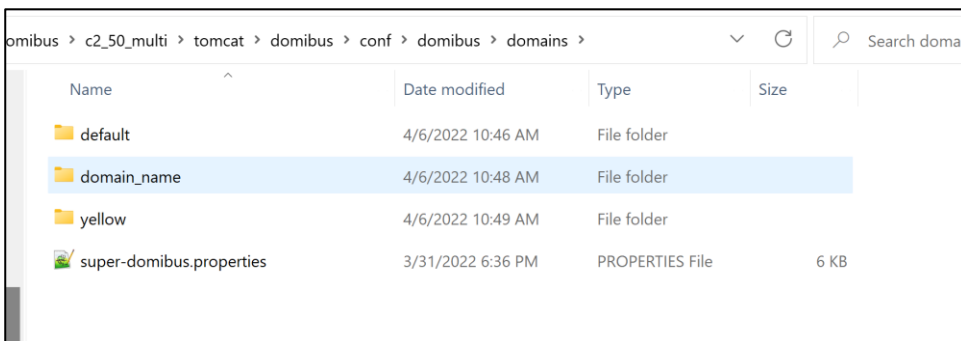 omibus > c2_50_multi > tomcat > domibus > conf > domibus > domains > Search doma
Name Date modified Type Size
default 4/6/2022 10:46 AM File folder
domain_name 4/6/2022 10:48 AM File folder
yellow 4/6/2022 10:49 AM File folder
super-domibus.properties 3/31/2022 6:36 PM PROPERTIES File 6 KB